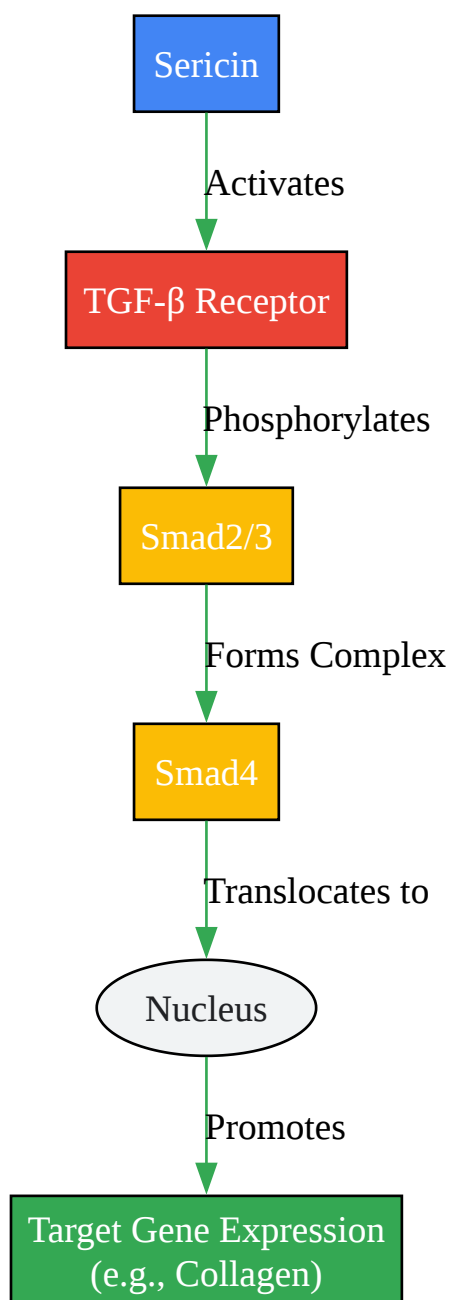 Sericin
Activates
TGF-β Receptor
Phosphorylates
Smad2/3
Forms Complex
Smad4
Translocates to
Nucleus
Promotes
Target Gene Expression
(e.g., Collagen)